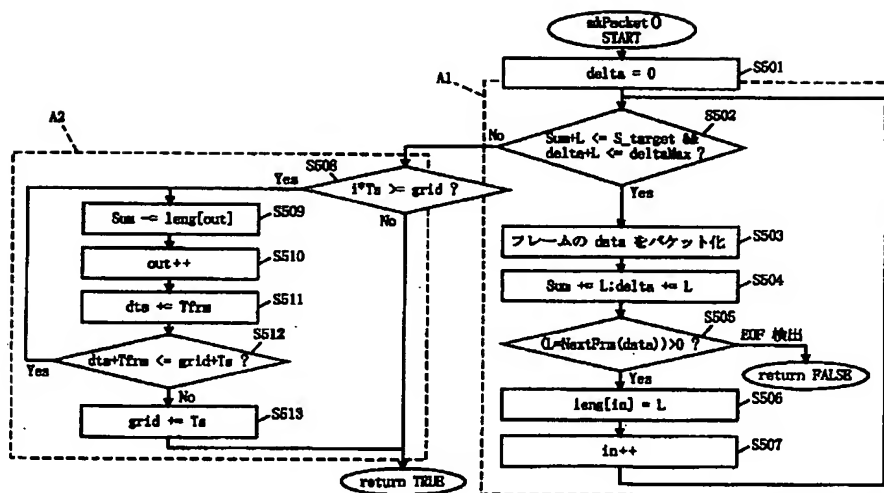 mkPacket()
START
delta = 0
S501
A1
S502
Sum+L <= S_target &&
delta+L <= deltaMax ?
No
Yes
フレームの data をパケット化
S503
Sum += L;delta += L
S504
S505
(L=NextFrm(data))>0 ?
EOF 検出
return FALSE
Yes
leng[in] = L
S506
in++
S507
A2
S508
i*Ts >= grid ?
Yes
No
Sum -= leng[out]
S509
out++
S510
dts += Tfrm
S511
S512
dts+Tfrm <= grid+Ts ?
Yes
No
grid += Ts
S513
return TRUE